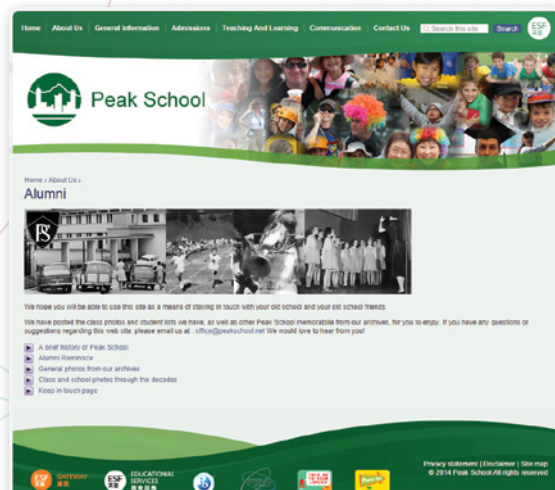 Home About Us General Information Admissions Teaching And Learning Communication Contact Us Search this site Search ESF
Peak School
Home › About Us ›
Alumni
PS
We hope you will be able to use this site as a means of staying in touch with your old school and your old school friends.
We have posted the class photos and student lists we have, as well as other Peak School memorabilia from our archives, for you to enjoy. If you have any questions or
suggestions regarding this web site, please email us at : office@peakschool.net We would love to hear from you!
A brief history of Peak School
Alumni Reminisce
General photos from our archives
Class and school photos through the decades
Keep in touch page
ESF GATEWAY
ESF EDUCATIONAL SERVICES
Privacy statement | Disclaimer | Site map
© 2014 Peak School All rights reserved